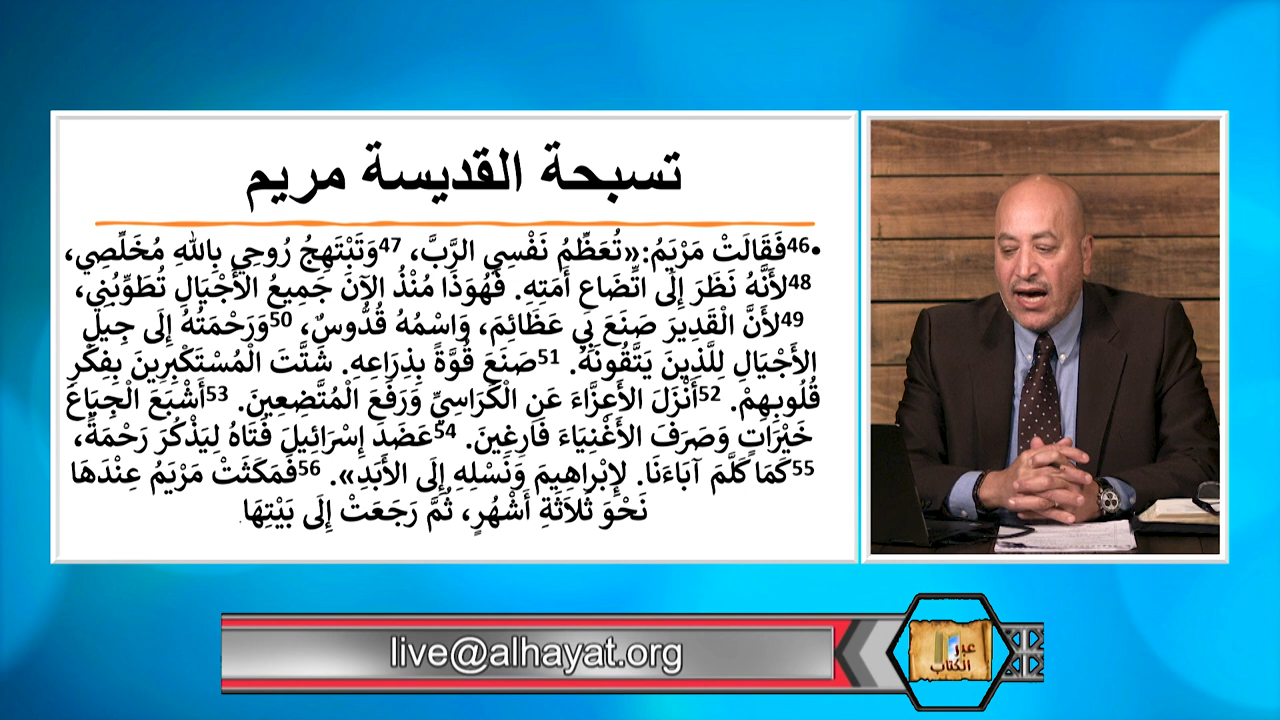 تسبحة القديسة مريم
•46فَقَالَتْ مَرْيَمُ:«تُعَظِّمُ نَفْسِي الرَّبَّ، 47وَتَبْتَهِجُ رُوحِي بِاللهِ مُخَلِّصِي،
48لأَنَّهُ نَظَرَ إِلَى اتِّضَاعِ أَمَتِهِ. فَهُوَذَا مُنْذُ الآنَ جَمِيعُ الأَجْيَالِ تُطَوِّبُنِي،
49لأَنَّ الْقَدِيرَ صَنَعَ بِي عَظَائِمَ، وَاسْمُهُ قُدُّوسٌ، 50وَرَحْمَتُهُ إِلَى جِيلِ
الأَجْيَالِ لِلَّذِينَ يَتَّقُونَهُ. 51صَنَعَ قُوَّةً بِذِرَاعِهِ. شَتَّتَ الْمُسْتَكْبِرِينَ بِفِكْرِ
قُلُوبِهِمْ. 52أَنْزَلَ الأَعِزَّاءَ عَنِ الْكَرَاسِيِّ وَرَفَعَ الْمُتَّضِعِينَ. 53أَشْبَعَ الْجِيَاعَ
خَيْرَاتٍ وَصَرَفَ الأَغْنِيَاءَ فَارِغِينَ. 54عَضَدَ إِسْرَائِيلَ فَتَاهُ لِيَذْكُرَ رَحْمَةً،
55كَمَا كَلَّمَ آبَاءَنَا. لإِبْراهِيمَ وَنَسْلِهِ إِلَى الأَبَدِ». 56فَمَكَثَتْ مَرْيَمُ عِنْدَهَا
نَحْوَ ثَلاَثَةِ أَشْهُرٍ، ثُمَّ رَجَعَتْ إِلَى بَيْتِهَا.
live@alhayat.org
عبر
الكتاب